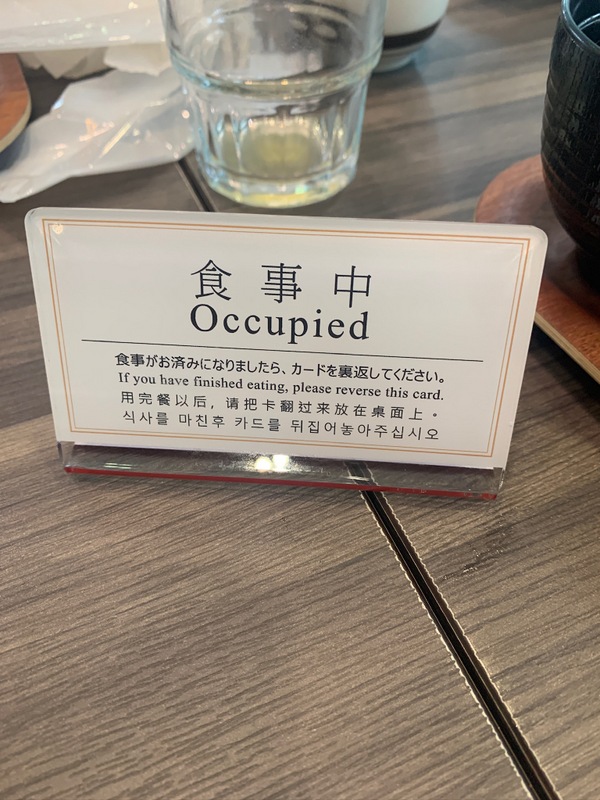 食事中
Occupied
食事がお済みになりましたら、カードを裏返してください。
If you have finished eating, please reverse this card.
用完餐以后，请把卡翻过来放在桌面上。
식사를 마친후 카드를 뒤집어놓아주십시오